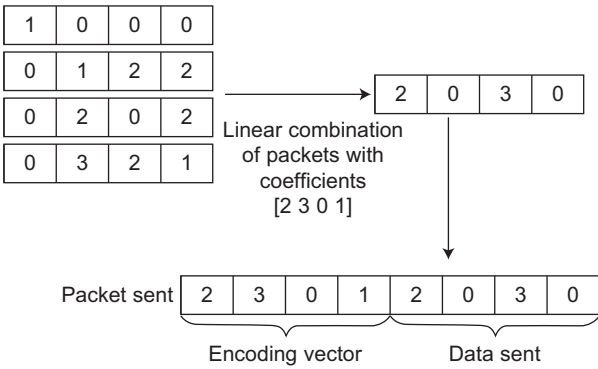 1 0 0 0
0 1 2 2
0 2 0 2
0 3 2 1
2 0 3 0
Linear combination
of packets with
coefficients
[2 3 0 1]
Packet sent 2 3 0 1 2 0 3 0
Encoding vector Data sent